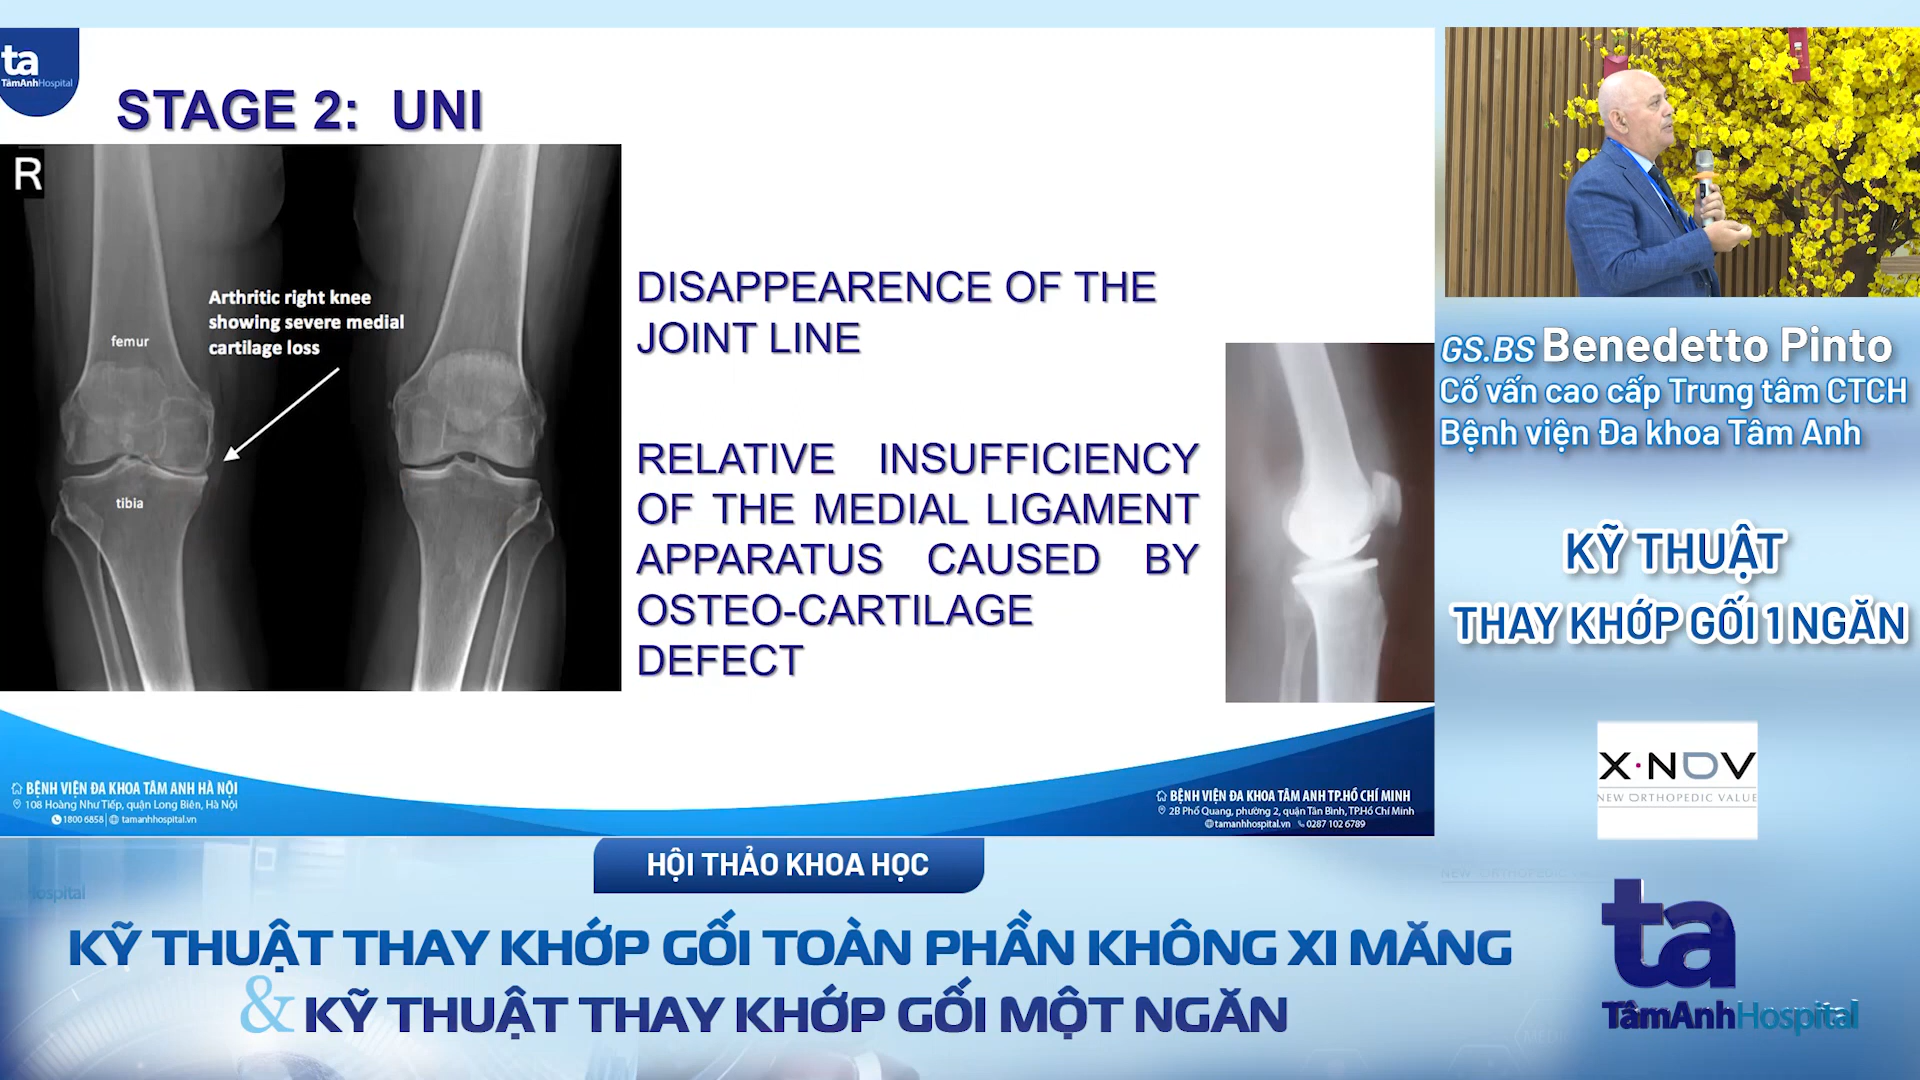 ta
TâmAnhHospital
STAGE 2: UNI
R
Arthritic right knee
showing severe medial
cartilage loss
femur
tibia
DISAPPEARENCE OF THE
JOINT LINE
RELATIVE INSUFFICIENCY
OF THE MEDIAL LIGAMENT
APPARATUS CAUSED BY
OSTEO-CARTILAGE
DEFECT
BỆNH VIỆN ĐA KHOA TÂM ANH HÀ NỘI
108 Hoàng Như Tiếp, quận Long Biên, Hà Nội
1800 6858 | tamanhhospital.vn
BỆNH VIỆN ĐA KHOA TÂM ANH TP.HỒ CHÍ MINH
2B Phổ Quang, phường 2, quận Tân Bình, TP.Hồ Chí Minh
tamanhhospital.vn 0287 102 6789
GS.BS Benedetto Pinto
Cố vấn cao cấp Trung tâm CTCH
Bệnh viện Đa khoa Tâm Anh
KỸ THUẬT
THAY KHỚP GỐI 1 NGĂN
X·NOV
NEW ORTHOPEDIC VALUE
HỘI THẢO KHOA HỌC
KỸ THUẬT THAY KHỚP GỐI TOÀN PHẦN KHÔNG XI MĂNG
& KỸ THUẬT THAY KHỚP GỐI MỘT NGĂN
ta
TâmAnhHospital